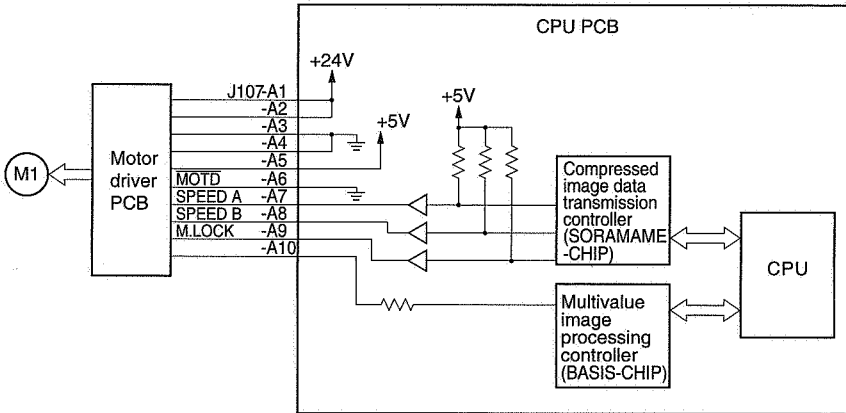 CPU PCB
+24V
J107-A1
-A2
-A3
-A4
-A5
MOTD -A6
SPEED A -A7
SPEED B -A8
M.LOCK -A9
-A10
+5V
+5V
M1
Motor
driver
PCB
Compressed
image data
transmission
controller
(SORAMAME
-CHIP)
CPU
Multivalue
image
processing
controller
(BASIS-CHIP)